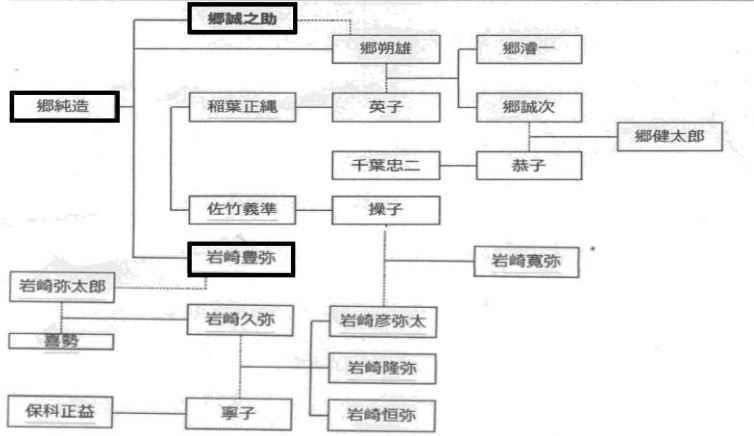 郷誠之助
郷朔雄
郷濬一
郷純造
稲葉正縄
英子
郷誠次
郷健太郎
千葉忠二
恭子
佐竹義準
操子
岩崎豊弥
岩崎寛弥
岩崎弥太郎
岩崎久弥
岩崎彦弥太
喜勢
岩崎隆弥
保科正益
寧子
岩崎恒弥